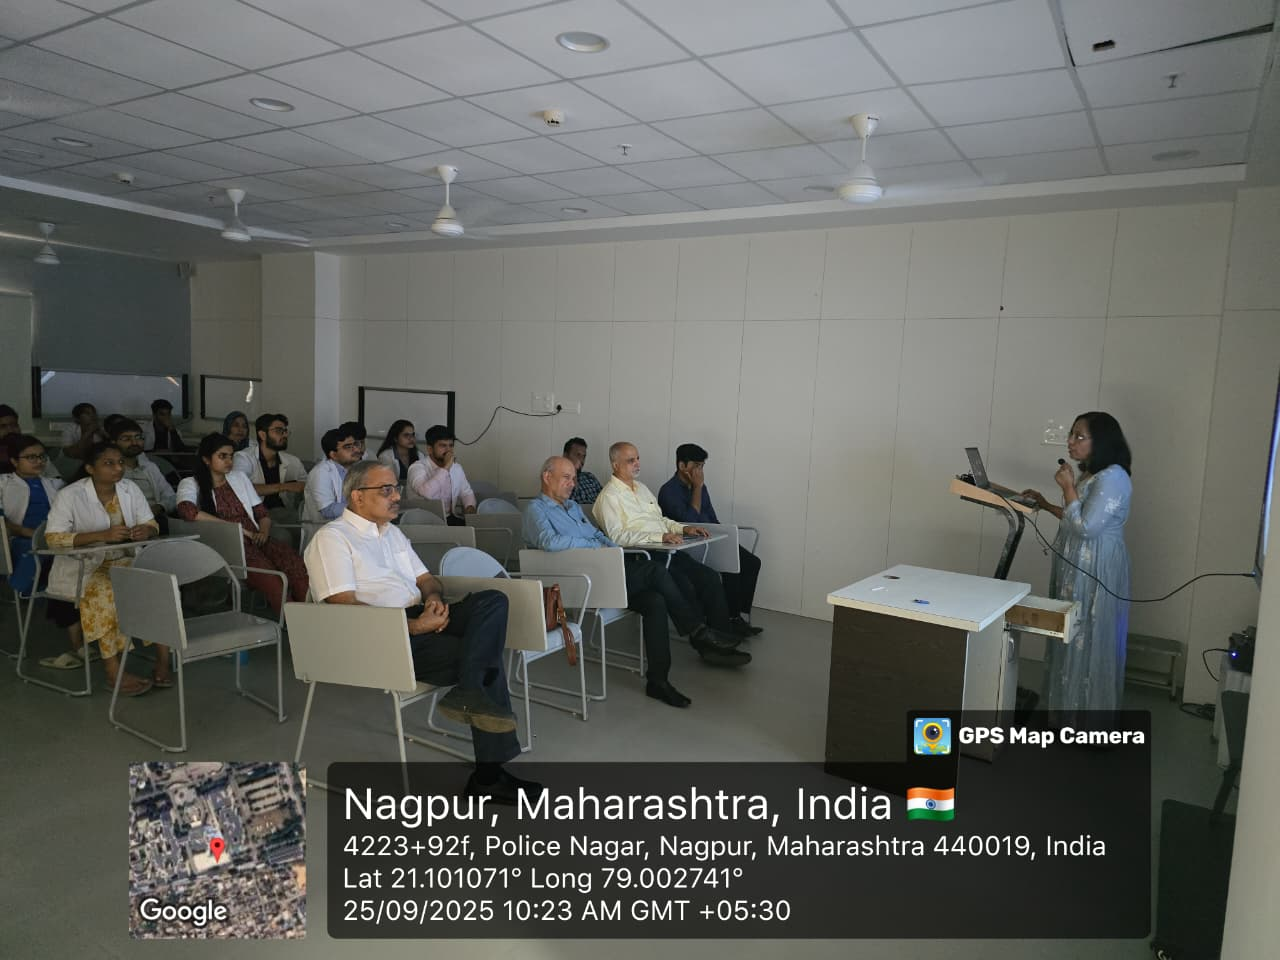 GPS Map Camera
Nagpur, Maharashtra, India 🇮🇳
4223+92f, Police Nagar, Nagpur, Maharashtra 440019, India
Lat 21.101071° Long 79.002741°
25/09/2025 10:23 AM GMT +05:30
Google